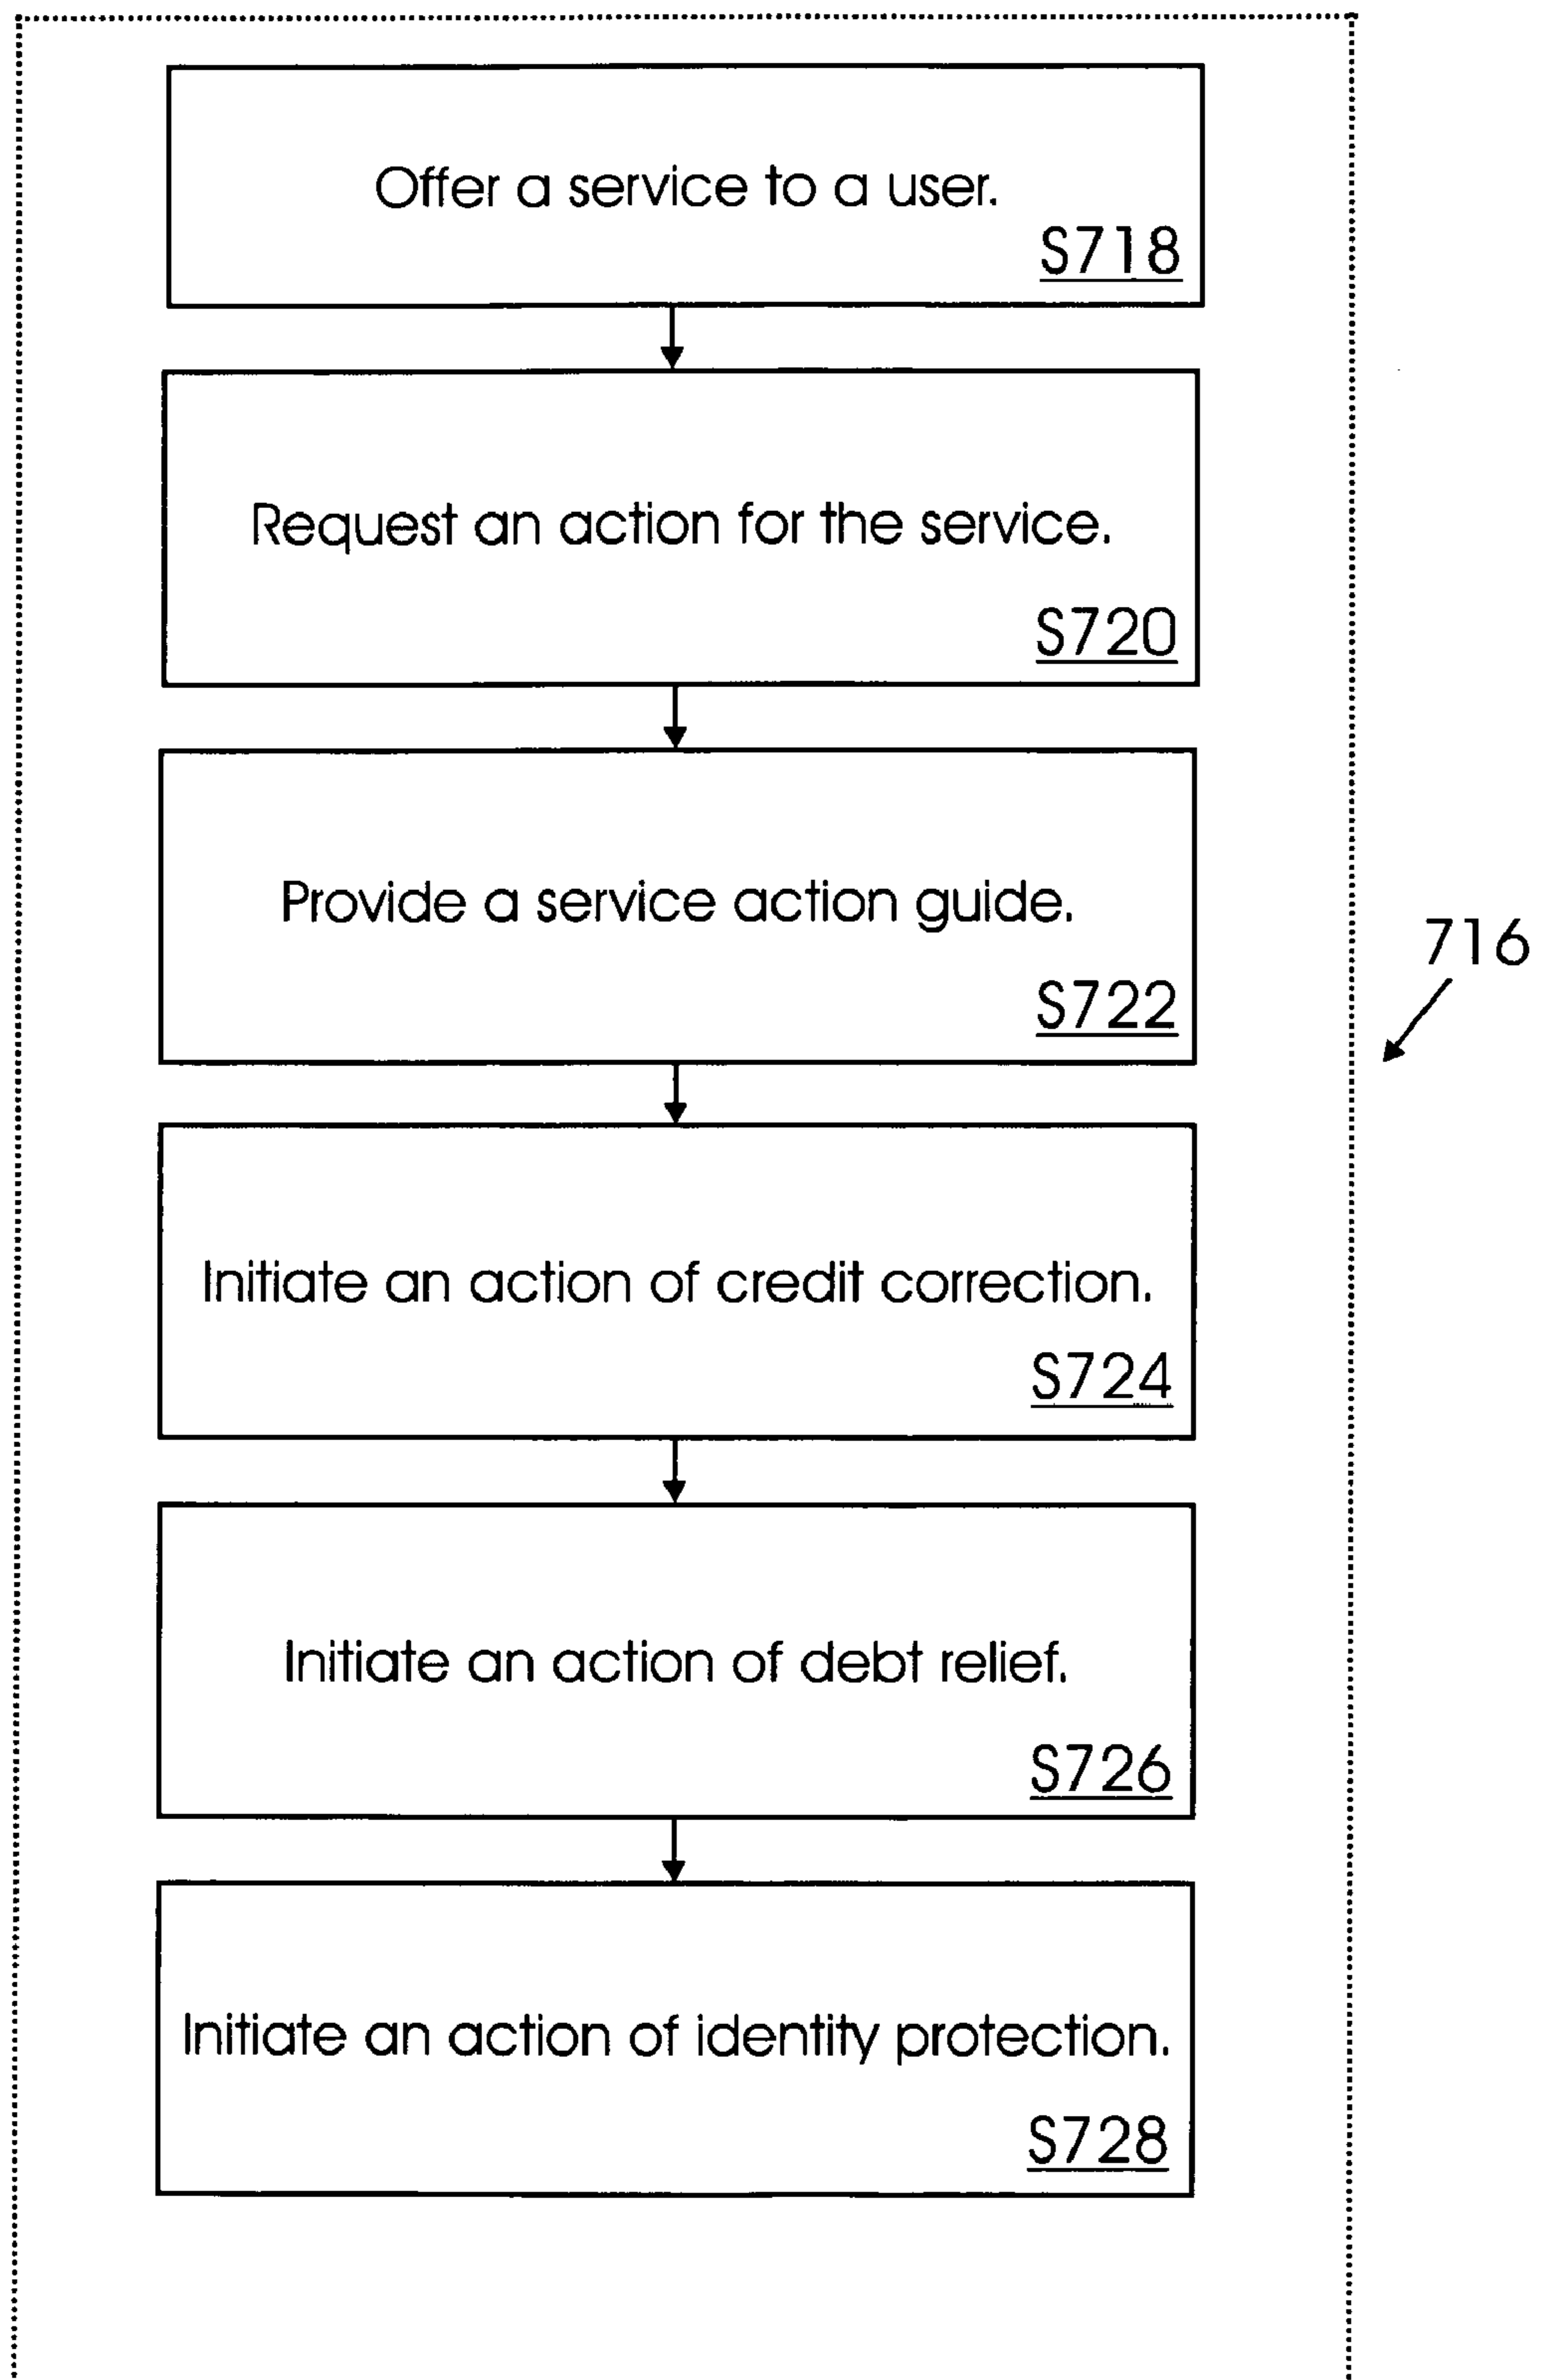 Offer a service to a user.
S718
Request an action for the service.
S720
Provide a service action guide.
S722
716
Initiate an action of credit correction.
S724
Initiate an action of debt relief.
S726
Initiate an action of identity protection.
S728